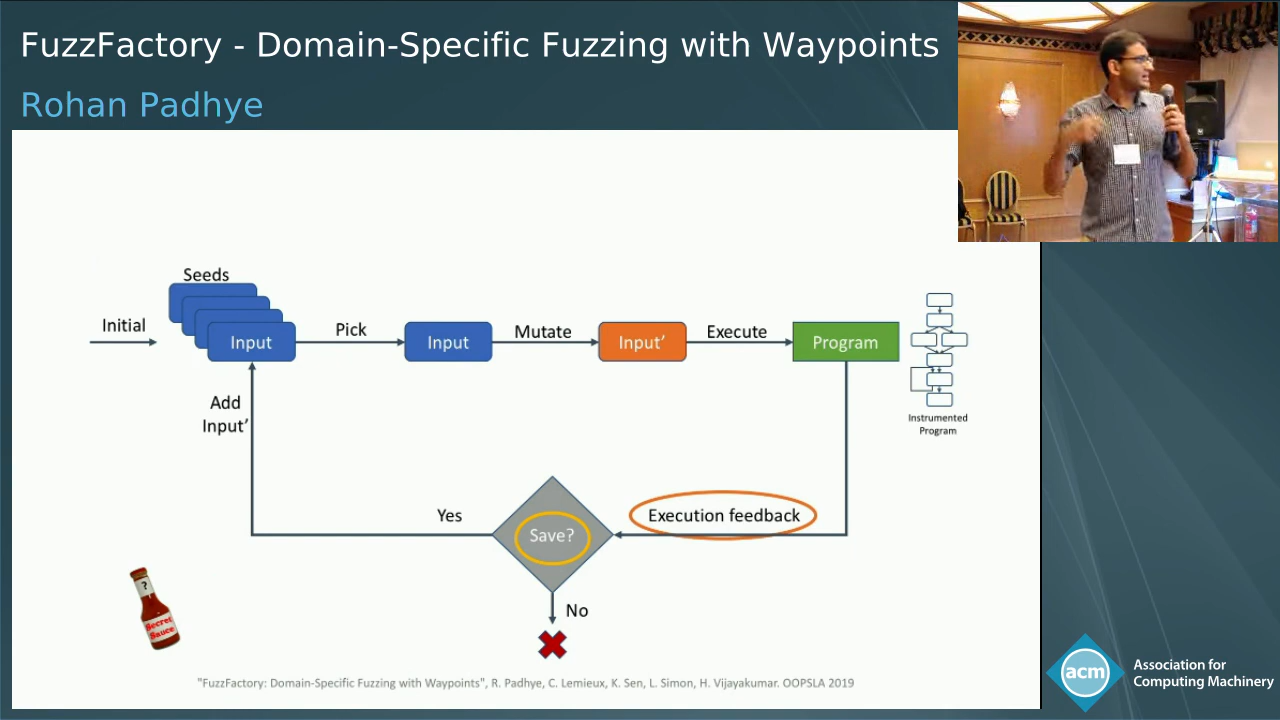 FuzzFactory - Domain-Specific Fuzzing with Waypoints
Rohan Padhye
Seeds
Initial
Input
Pick
Input
Mutate
Input’
Execute
Program
Instrumented
Program
Add
Input’
Yes
Save?
Execution feedback
No
?
Secret
Sauce
"FuzzFactory: Domain-Specific Fuzzing with Waypoints", R. Padhye, C. Lemieux, K. Sen, L. Simon, H. Vijayakumar. OOPSLA 2019
acm
Association for
Computing Machinery